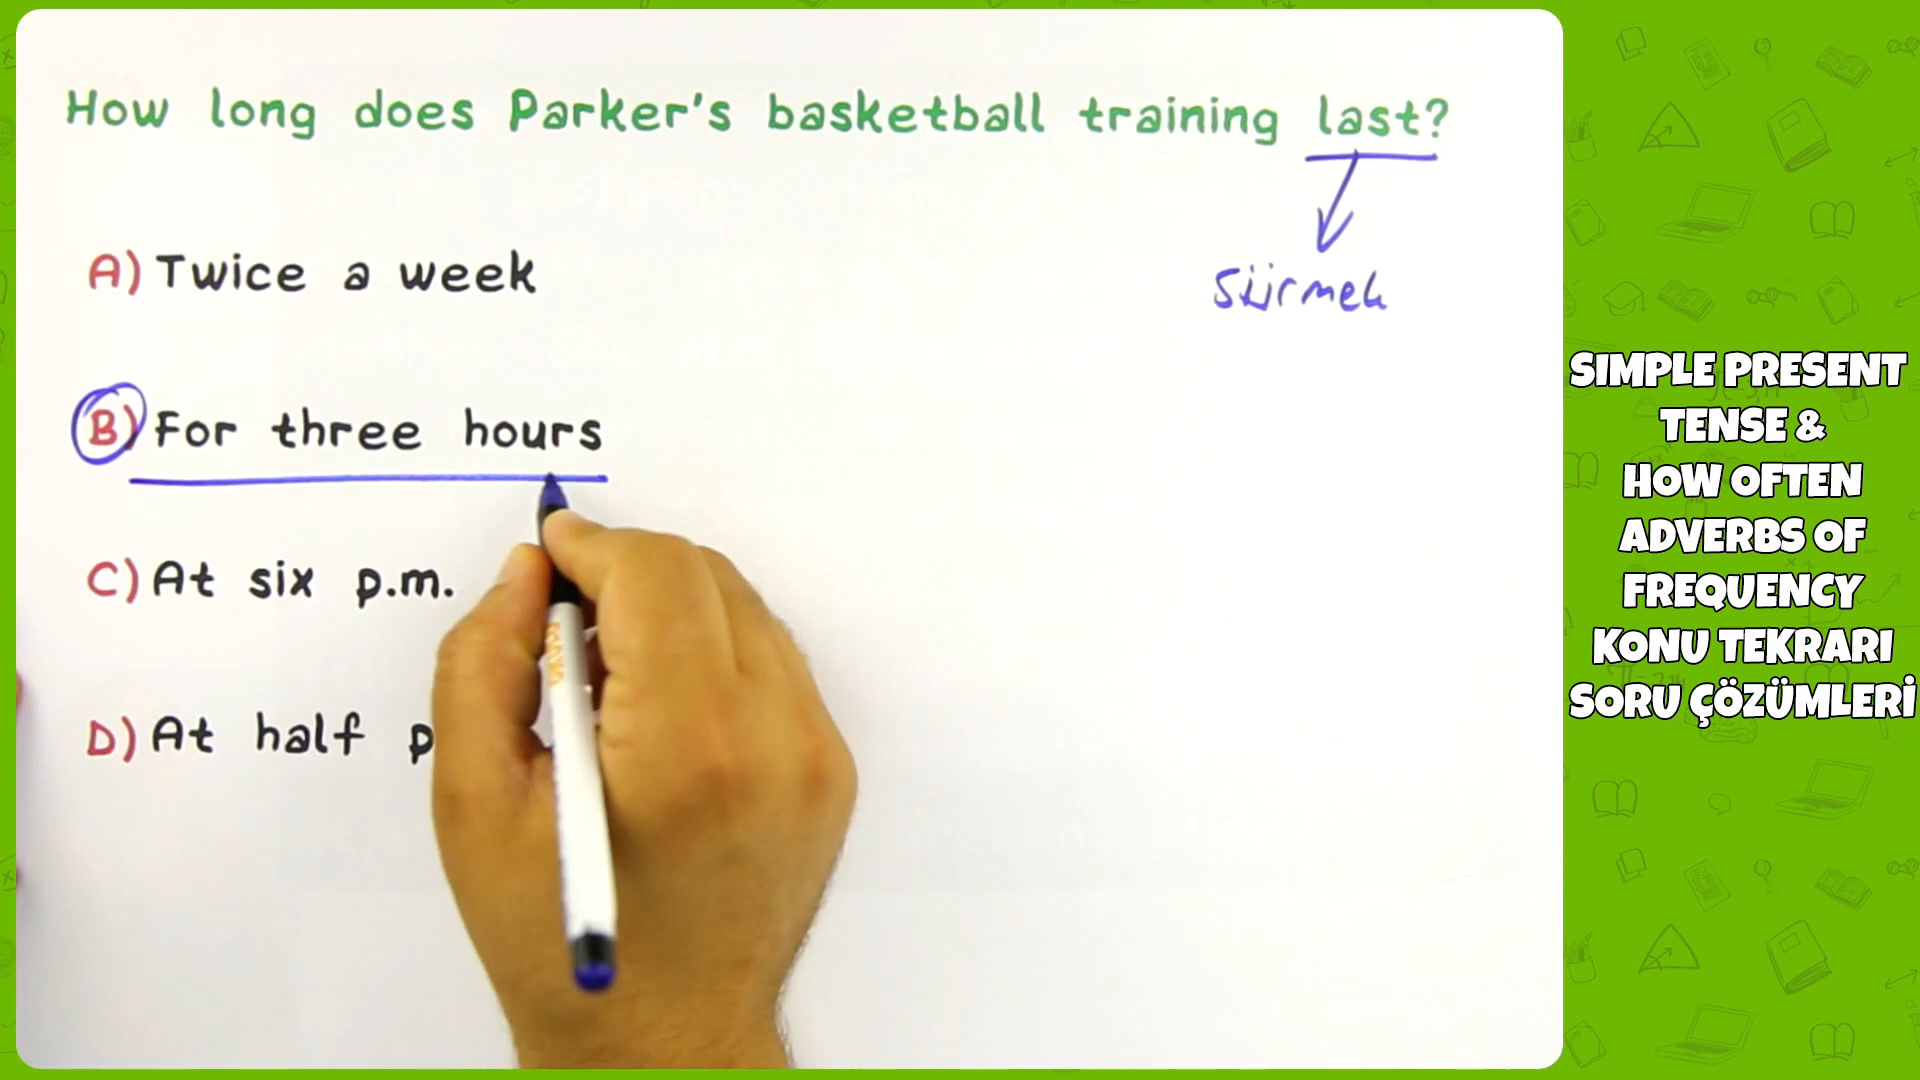 How long does Parker's basketball training last?
sürmek
A) Twice a week
B) For three hours
C) At six p.m.
D) At half
SIMPLE PRESENT
TENSE &
HOW OFTEN
ADVERBS OF
FREQUENCY
KONU TEKRARI
SORU ÇÖZÜMLERİ